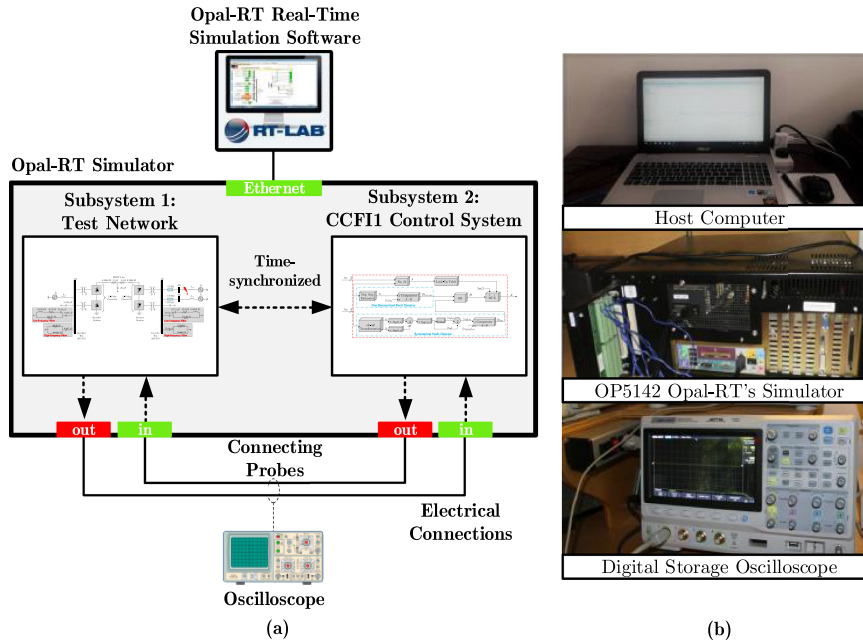 Opal-RT Real-Time
Simulation Software
RT-LAB
Opal-RT Simulator
Ethernet
Subsystem 1:
Test Network
Subsystem 2:
CCFI1 Control System
Time-
synchronized
out
in
out
in
Connecting
Probes
Electrical
Connections
Oscilloscope
(a)
Host Computer
OP5142 Opal-RT's Simulator
Digital Storage Oscilloscope
(b)